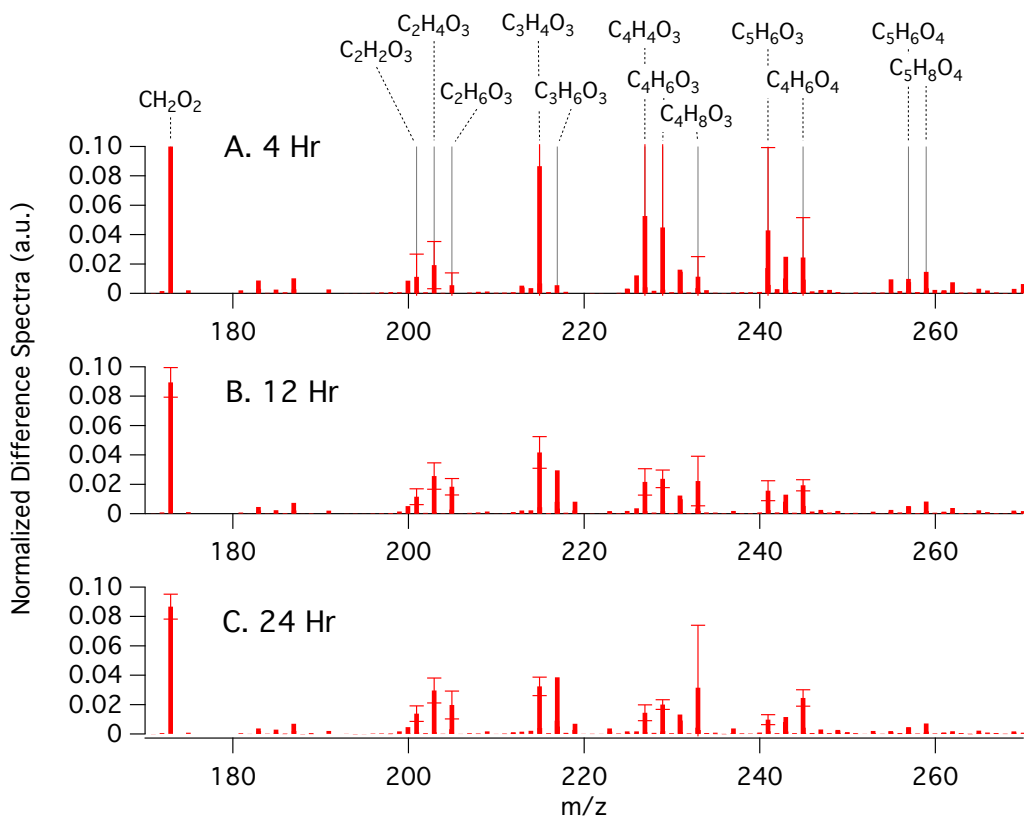 C₂H₄O₃ C₃H₄O₃ C₄H₄O₃ C₅H₆O₃ C₅H₆O₄
C₂H₂O₃
CH₂O₂ C₂H₆O₃ C₃H₆O₃ C₄H₆O₃ C₄H₆O₄ C₅H₈O₄
C₄H₈O₃
A. 4 Hr
0.10
0.08
0.06
0.04
0.02
0
180 200 220 240 260
B. 12 Hr
0.10
0.08
0.06
0.04
0.02
0
180 200 220 240 260
C. 24 Hr
0.10
0.08
0.06
0.04
0.02
0
180 200 220 240 260
m/z
Normalized Difference Spectra (a.u.)